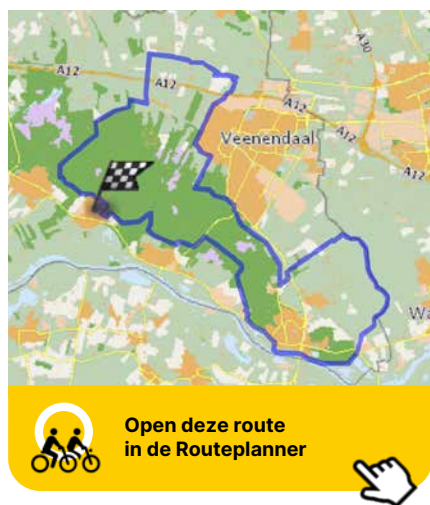 A30
A12
A12
A12
A12
Veenendaal
Wa
Open deze route
in de Routeplanner